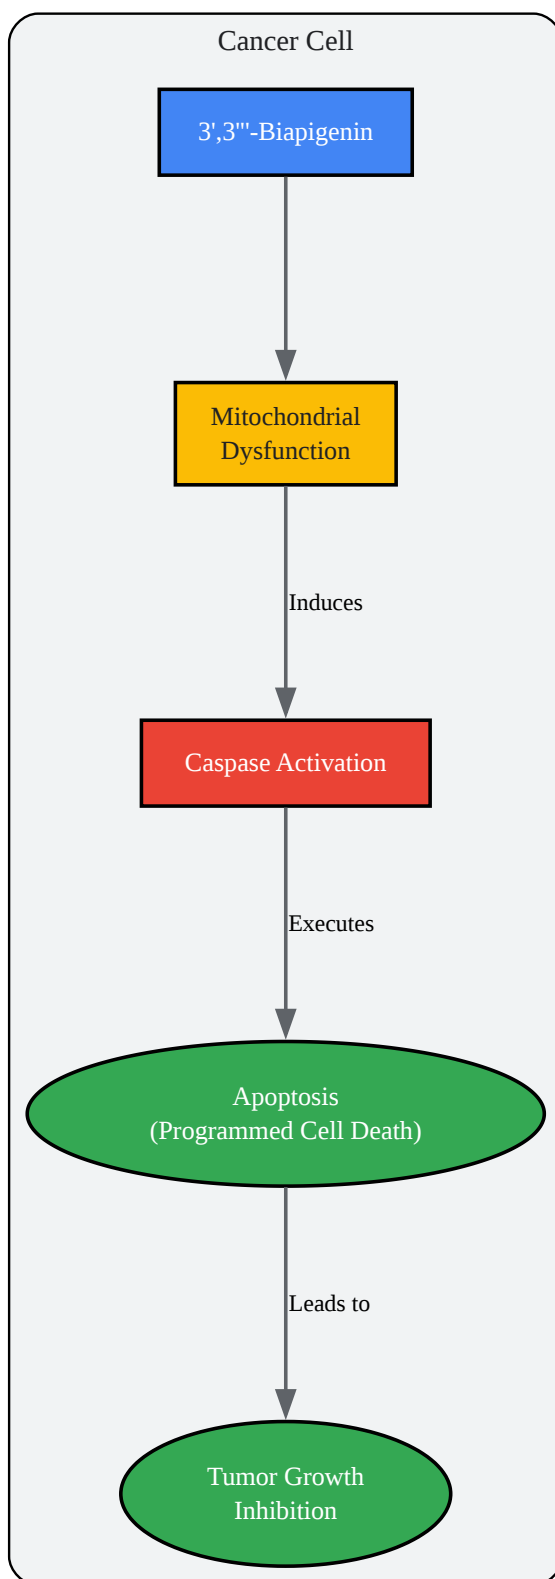 Cancer Cell
3',3'''-Biapigenin
Mitochondrial
Dysfunction
Induces
Caspase Activation
Executes
Apoptosis
(Programmed Cell Death)
Leads to
Tumor Growth
Inhibition